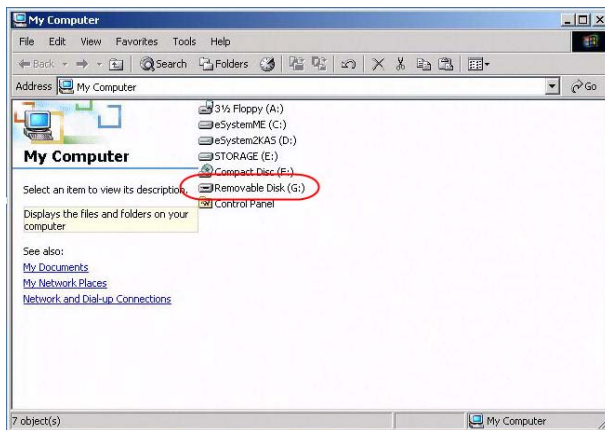 My Computer
File Edit View Favorites Tools Help
Back Search Folders
Address My Computer Go
3½ Floppy (A:)
eSystemME (C:)
eSystem2KAS (D:)
STORAGE (E:)
Compact Disc (F:)
Removable Disk (G:)
Control Panel
My Computer
Select an item to view its description.
Displays the files and folders on your
computer
See also:
My Documents
My Network Places
Network and Dial-up Connections
7 object(s) My Computer